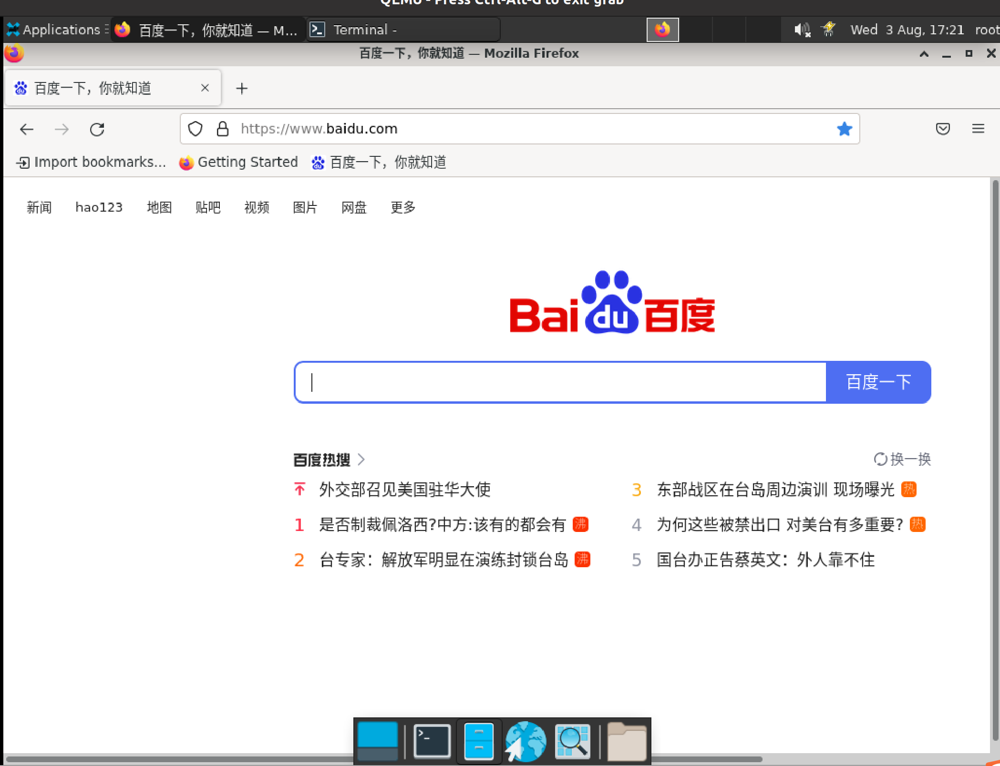 QEMU - Press Ctrl-Alt-G to exit grab
Applications 百度一下，你就知道 — M... Terminal - Wed 3 Aug, 17:21 root
百度一下，你就知道 — Mozilla Firefox
百度一下，你就知道
https://www.baidu.com
Import bookmarks... Getting Started 百度一下，你就知道
新闻 hao123 地图 贴吧 视频 图片 网盘 更多
Bai du 百度
百度一下
百度热搜 换一换
外交部召见美国驻华大使
1 是否制裁佩洛西?中方:该有的都会有 沸
2 台专家：解放军明显在演练封锁台岛 沸
3 东部战区在台岛周边演训 现场曝光 热
4 为何这些被禁出口 对美台有多重要? 热
5 国台办正告蔡英文：外人靠不住